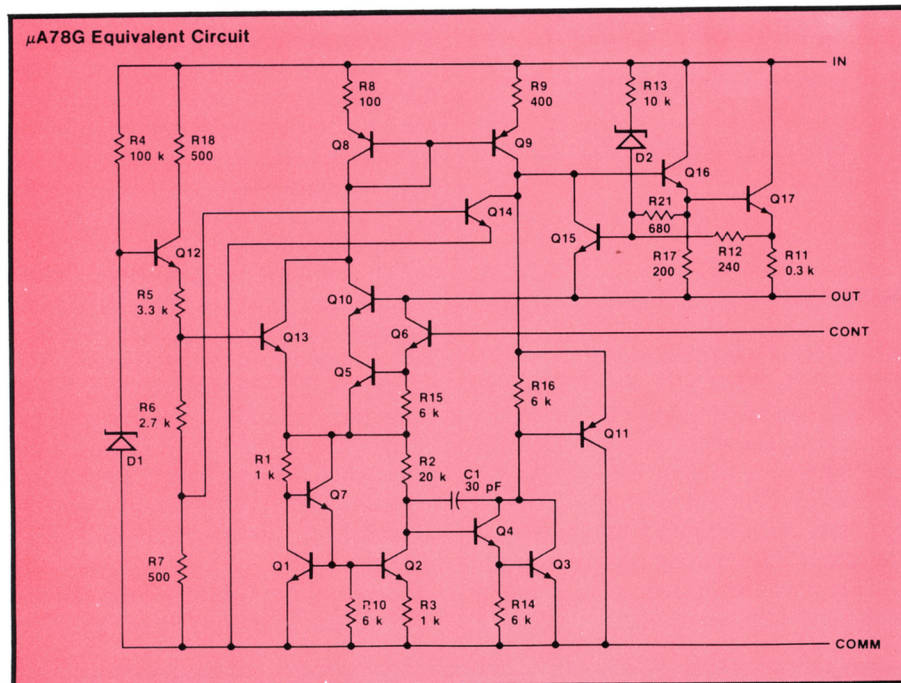 μA78G Equivalent Circuit
IN
R8
100
R9
400
R13
10 k
R4
100 k
R18
500
Q8
Q9
D2
Q16
Q14
R21
680
Q17
Q12
Q15
R12
240
R17
200
R11
0.3 k
R5
3.3 k
Q10
OUT
Q13
Q6
CONT
Q5
R15
6 k
R16
6 k
R6
2.7 k
Q11
D1
R1
1 k
R2
20 k
C1
30 pF
Q7
Q4
R7
500
Q1
Q2
Q3
R10
6 k
R3
1 k
R14
6 k
COMM